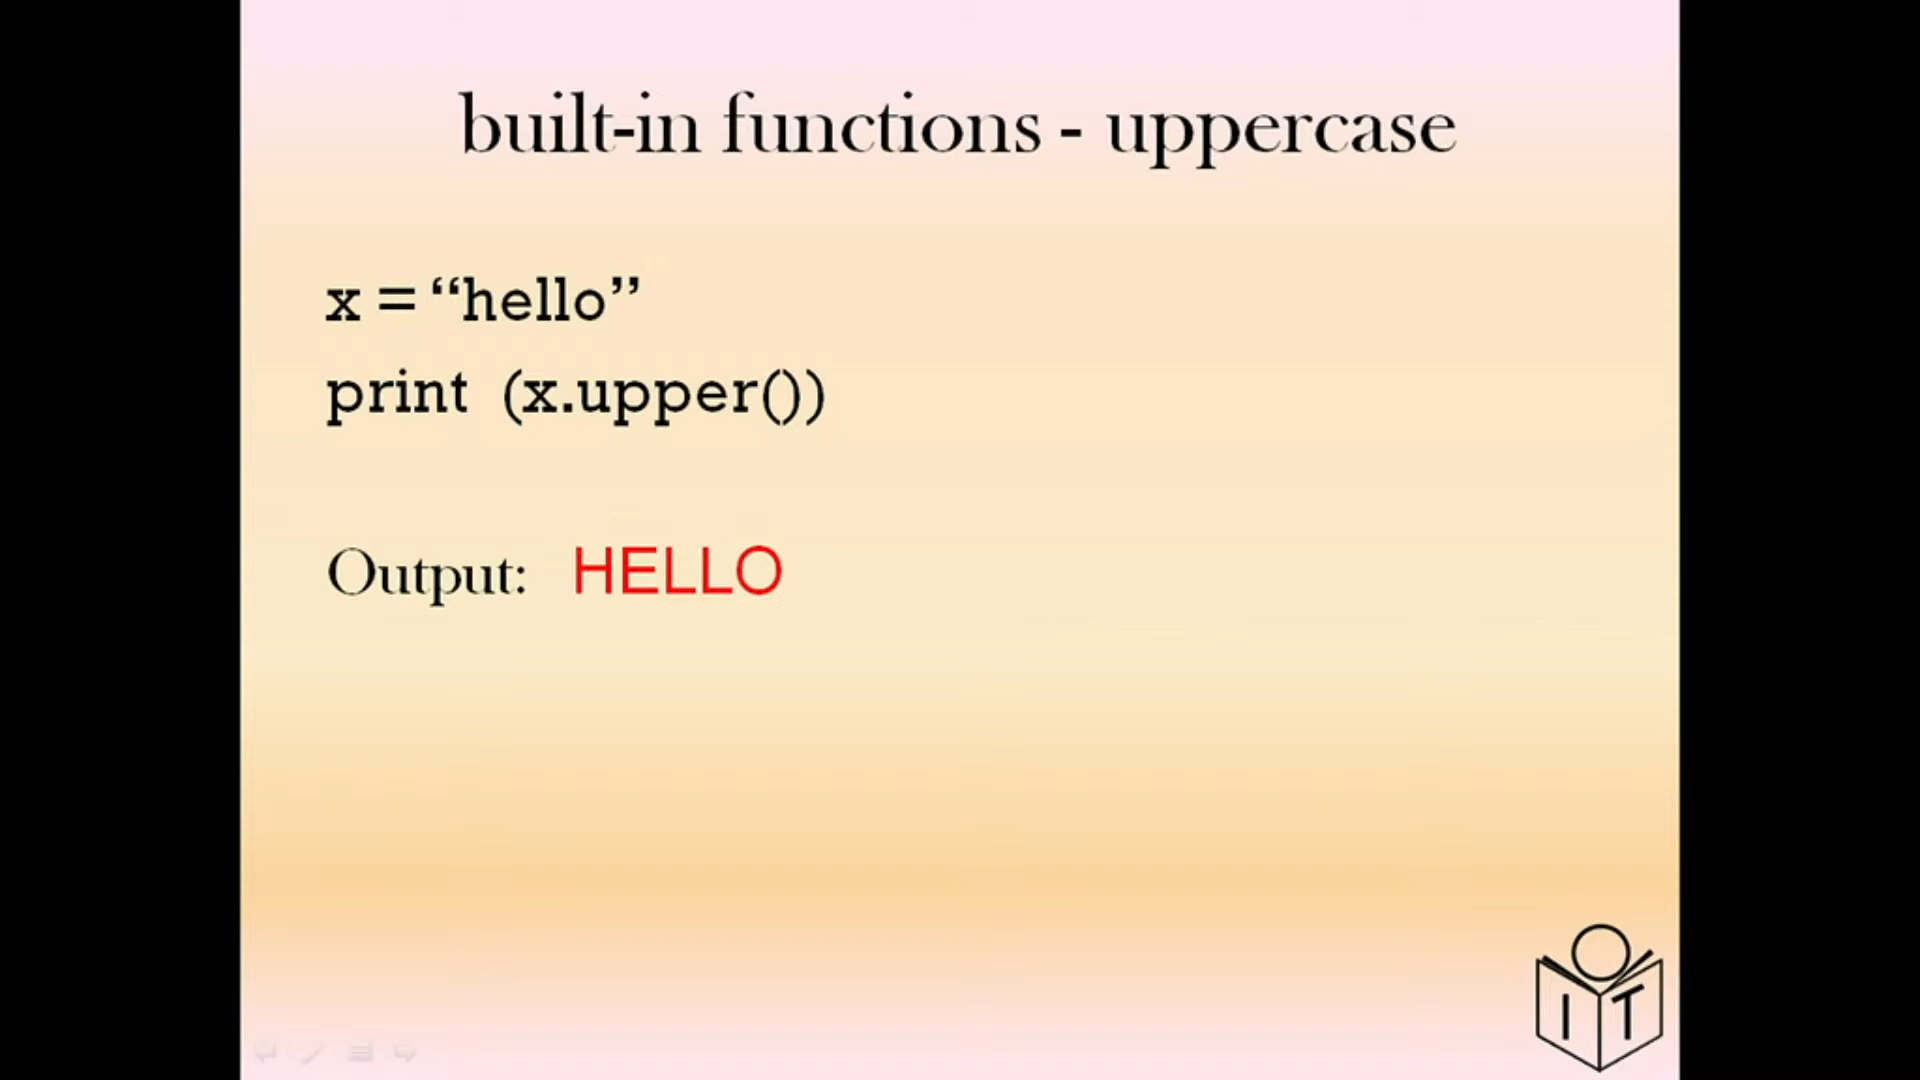 built-in functions - uppercase
x = “hello”
print (x.upper())
Output: HELLO
I T